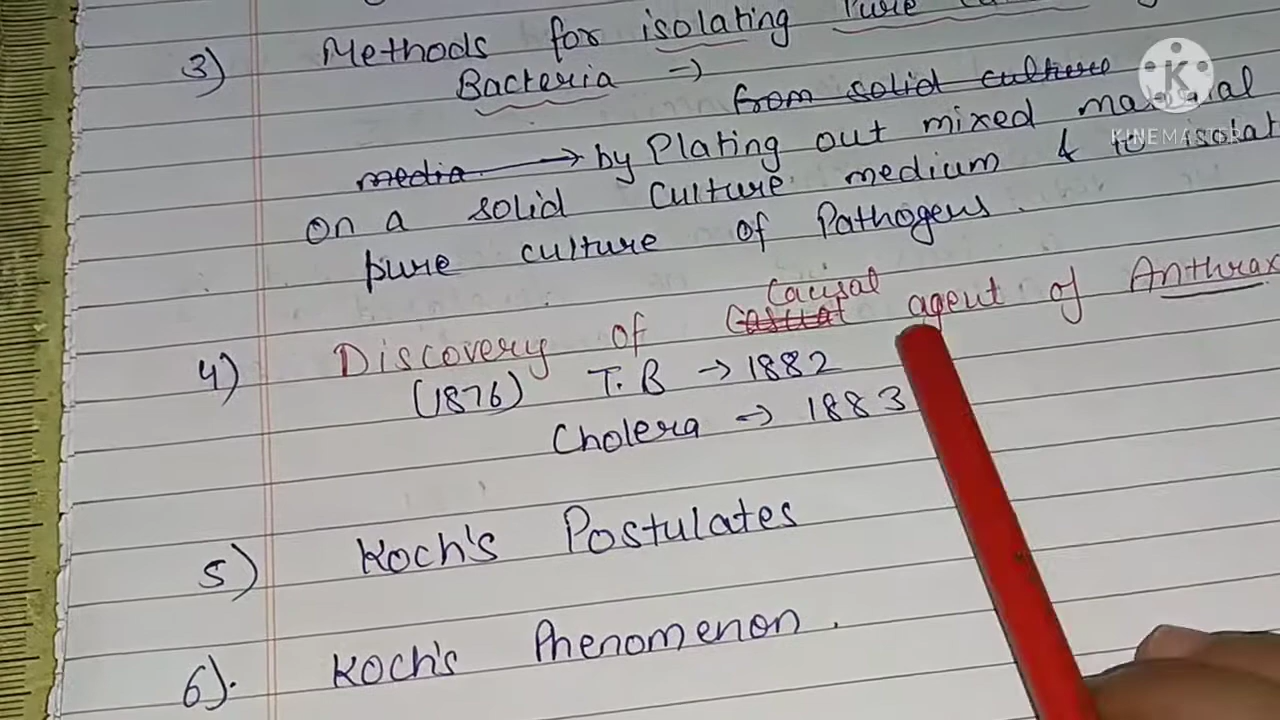 3) Methods for isolating Pure
Bacteria →
from solid culture
media → by Plating out mixed material
on a solid culture medium & to isolat
pure culture of Pathogens.
Causal
4) Discovery of Casual agent of Anthrax
(1876) T.B → 1882
Cholera → 1883
5) Koch's Postulates
6). Koch's Phenomenon.
K
KINEMASTER